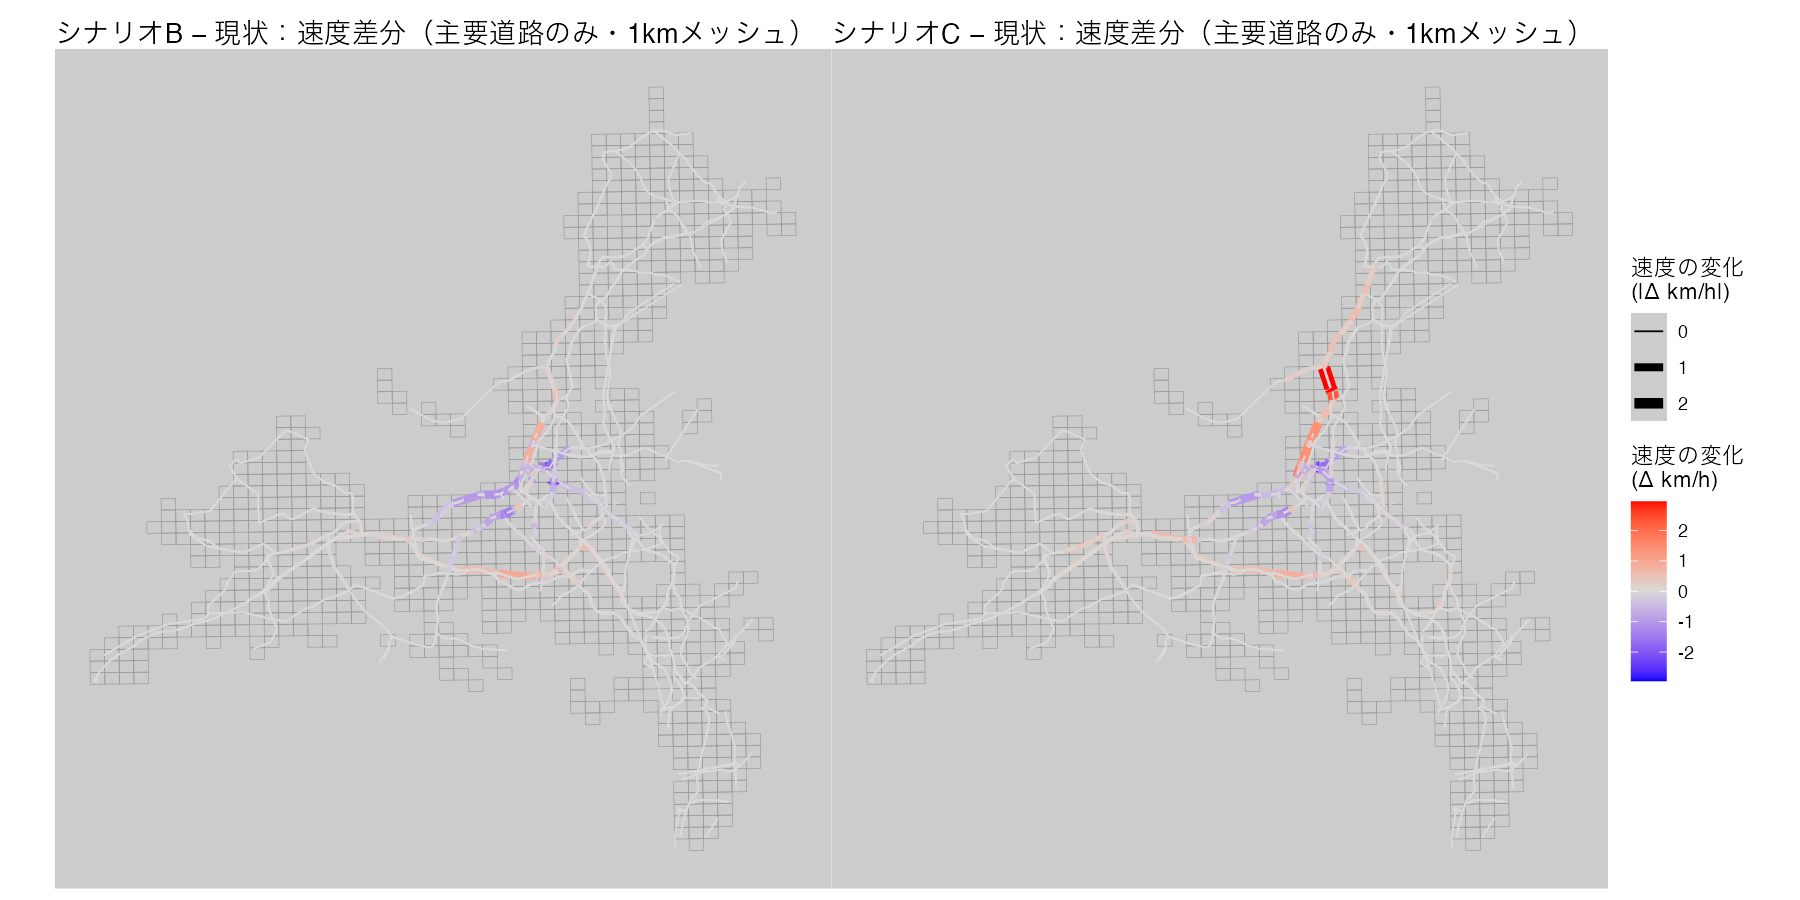 シナリオB – 現状：速度差分（主要道路のみ・1kmメッシュ）
シナリオC – 現状：速度差分（主要道路のみ・1kmメッシュ）
速度の変化
(|Δ km/h|)
0
1
2
速度の変化
(Δ km/h)
2
1
0
-1
-2